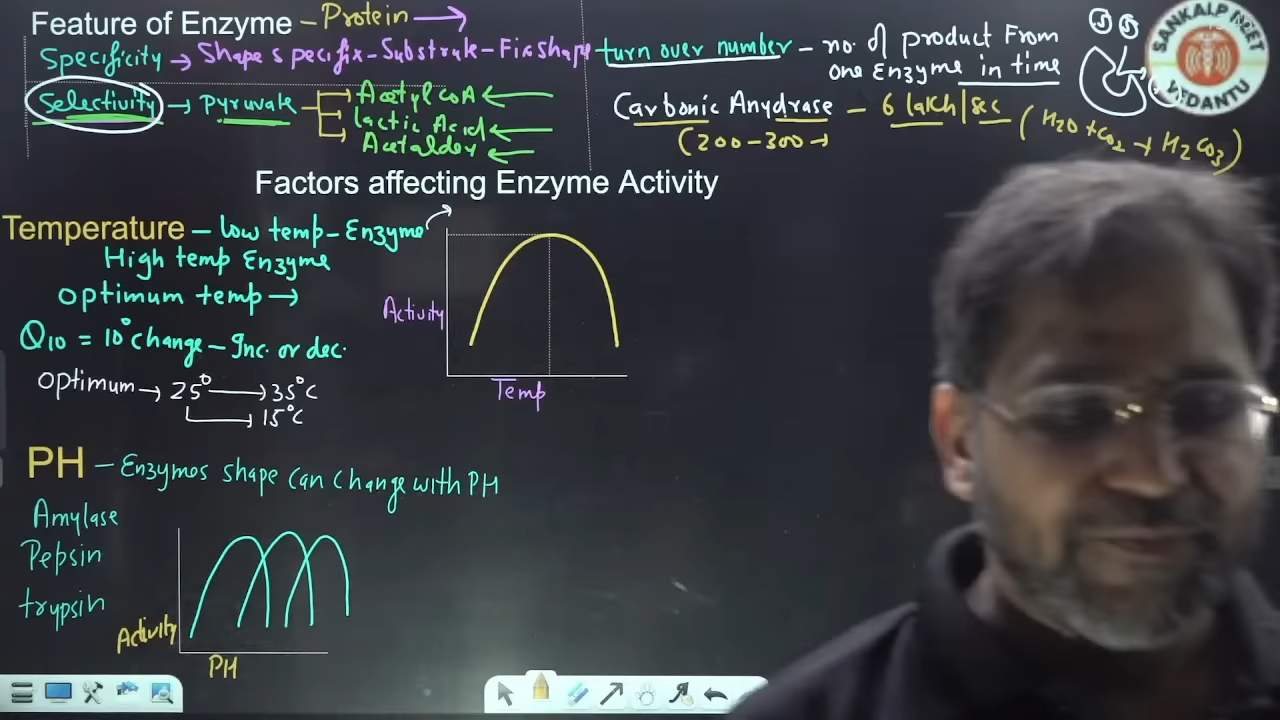 Feature of Enzyme – Protein →
Specificity → Shape specifix – Substrate – Fix shape
Selectivity → Pyruvate
Acetyl CoA ←
lactic Acid ←
Acetaldey ←
turn over number – no. of product From
one Enzyme in time
Carbonic Anydrase – 6 lakh/sec (H2O + CO2 → H2CO3)
(200-300 →
S S
SANKALP NEET
VEDANTU
Factors affecting Enzyme Activity
Temperature – low temp – Enzyme
High temp Enzyme
Optimum temp →
Q10 = 10° change – Inc. or dec.
Optimum → 25° → 35°C
→ 15°C
Activity
Temp
PH – Enzymes shape can change with PH
Amylase
Pepsin
trypsin
Activity
PH